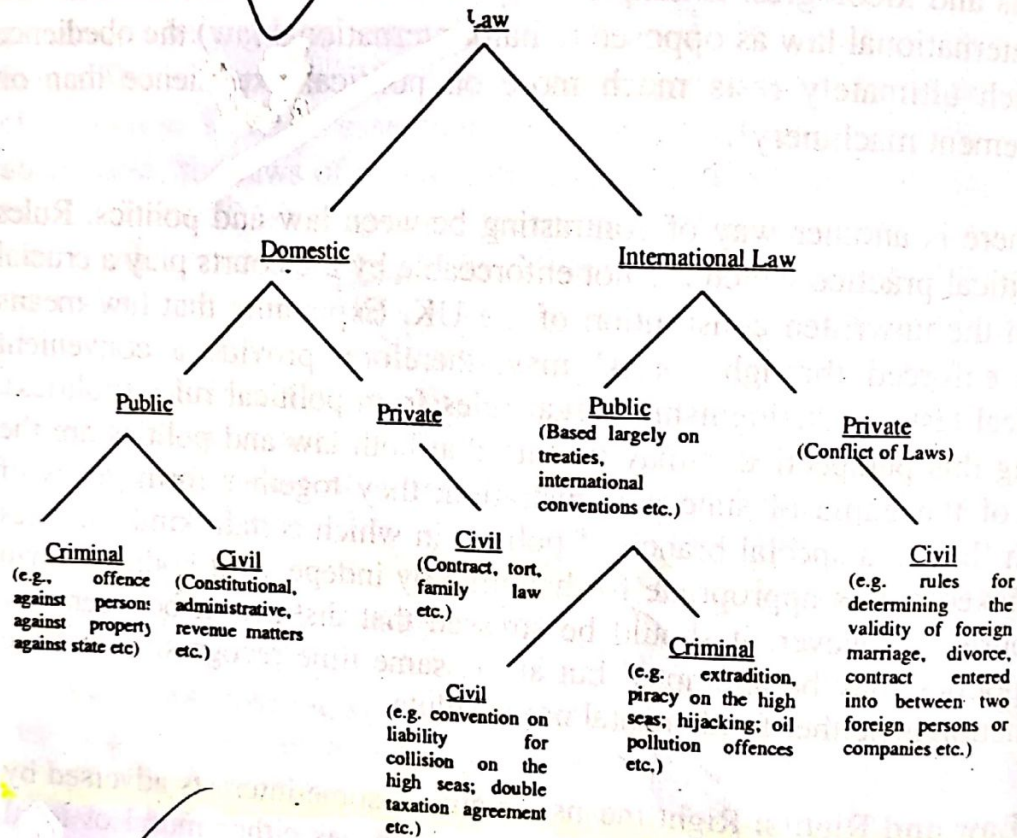 Law
Domestic
International Law
Public
Private
Public
(Based largely on
treaties,
international
conventions etc.)
Private
(Conflict of Laws)
Criminal
(e.g., offence
against persons
against property
against state etc)
Civil
(Constitutional,
administrative,
revenue matters
etc.)
Civil
(Contract, tort,
family law
etc.)
Civil
(e.g. convention on
liability for
collision on the
high seas; double
taxation agreement
etc.)
Criminal
(e.g. extradition,
piracy on the high
seas; hijacking; oil
pollution offences
etc.)
Civil
(e.g. rules for
determining the
validity of foreign
marriage, divorce,
contract entered
into between two
foreign persons or
companies etc.)